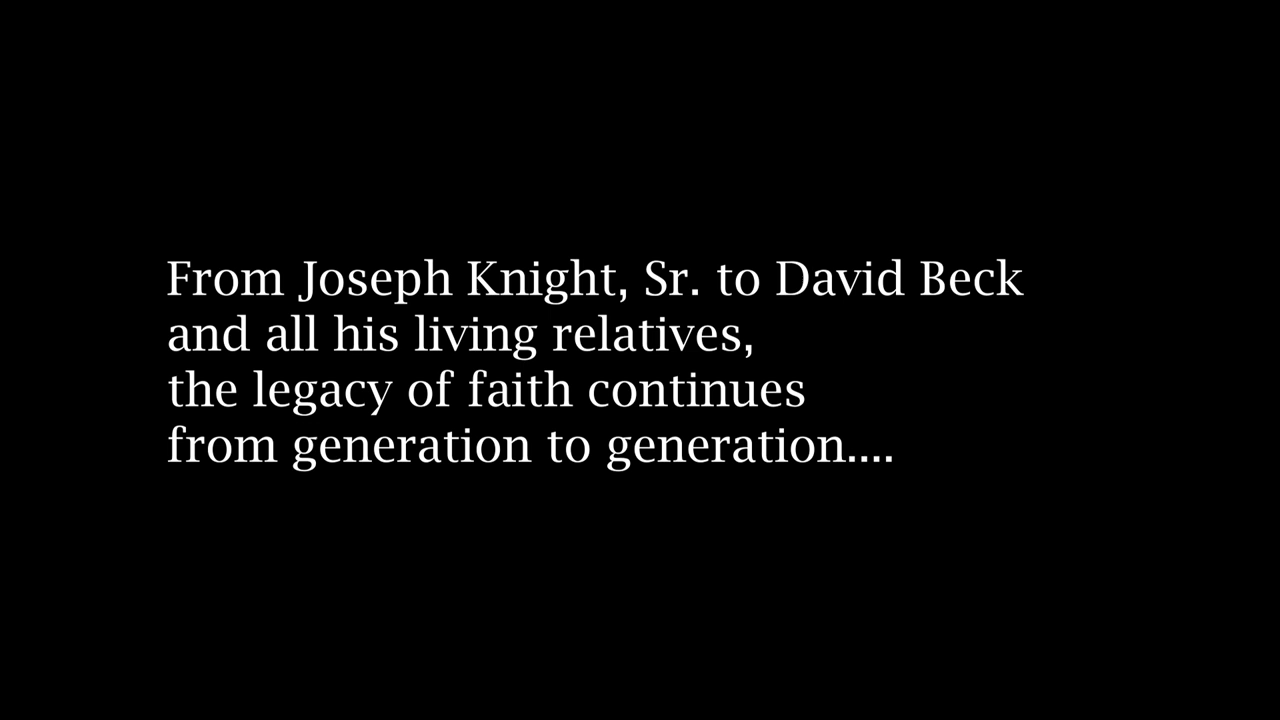 From Joseph Knight, Sr. to David Beck
and all his living relatives,
the legacy of faith continues
from generation to generation....